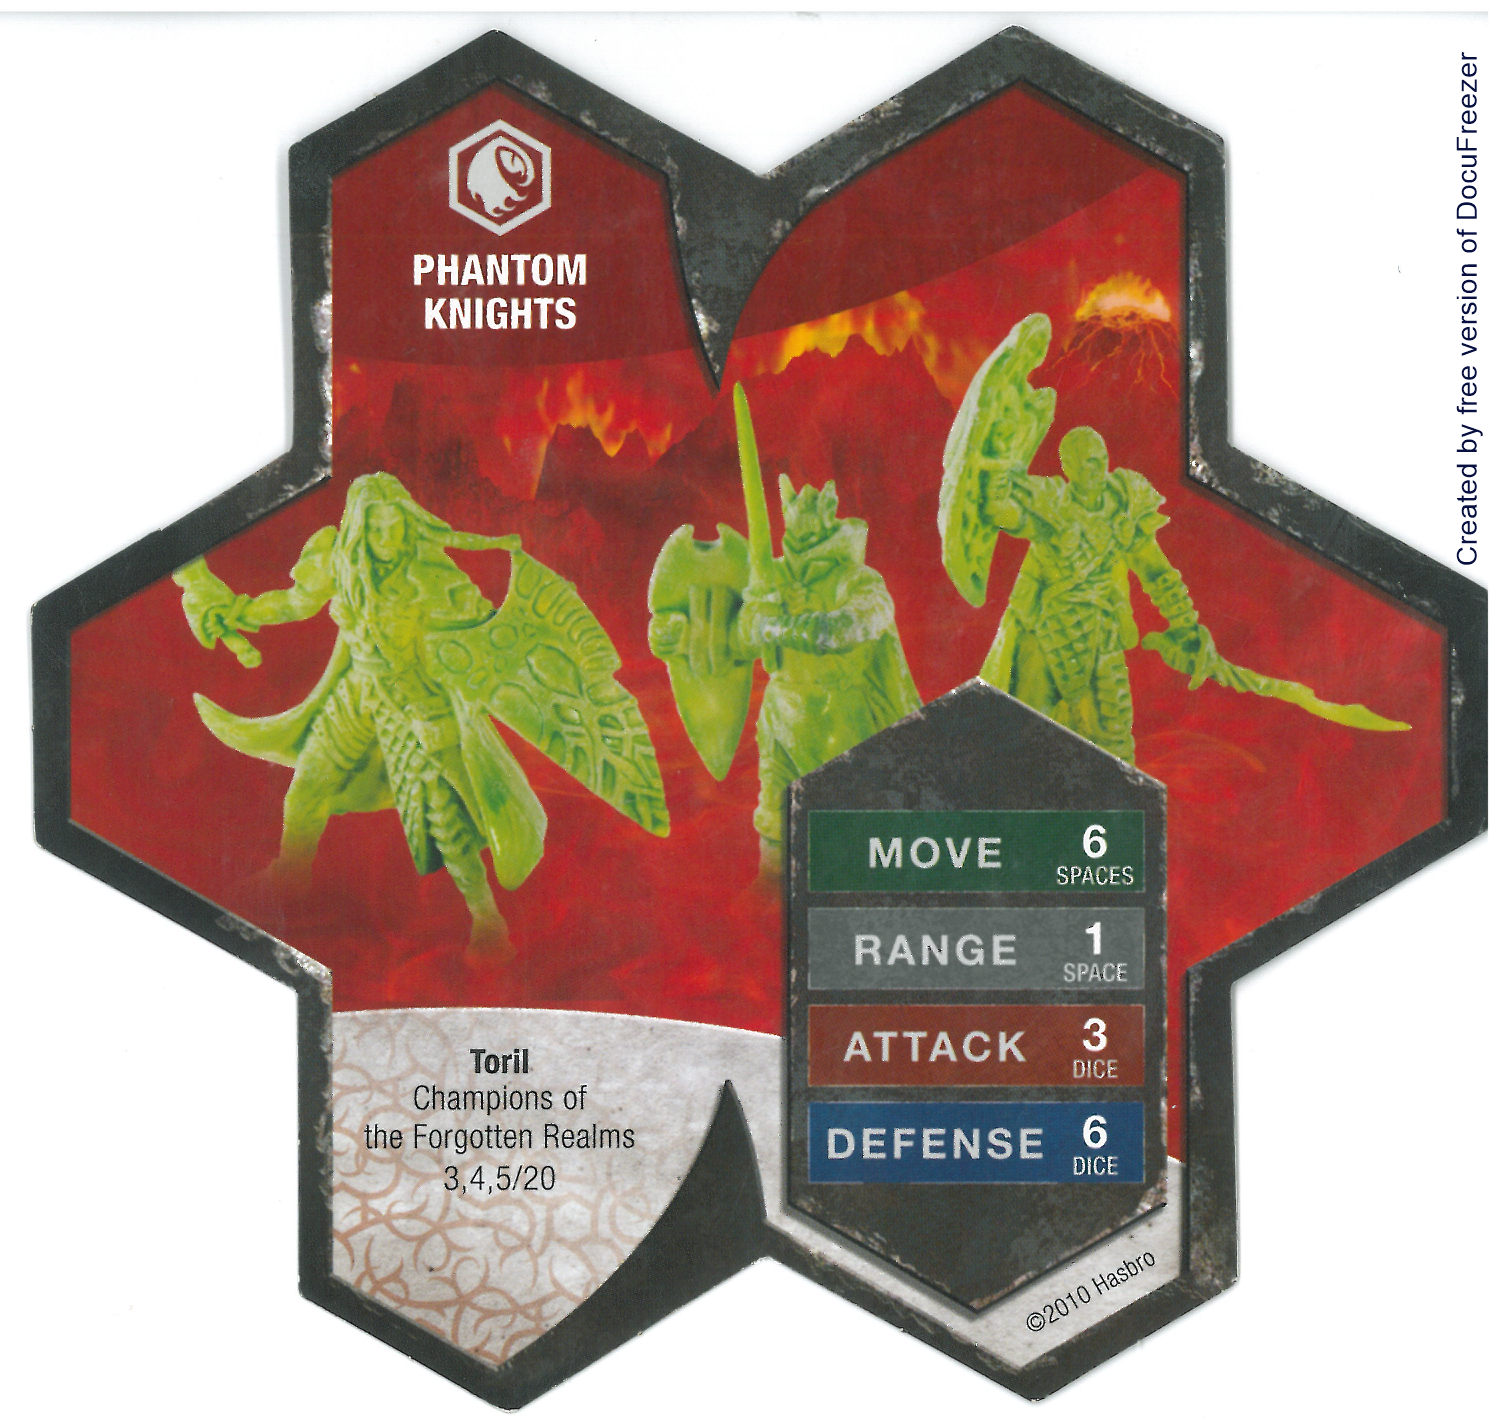 PHANTOM
KNIGHTS
MOVE 6
SPACES
RANGE 1
SPACE
ATTACK 3
DICE
DEFENSE 6
DICE
Toril
Champions of
the Forgotten Realms
3,4,5/20
©2010 Hasbro
Created by free version of DocuFreezer